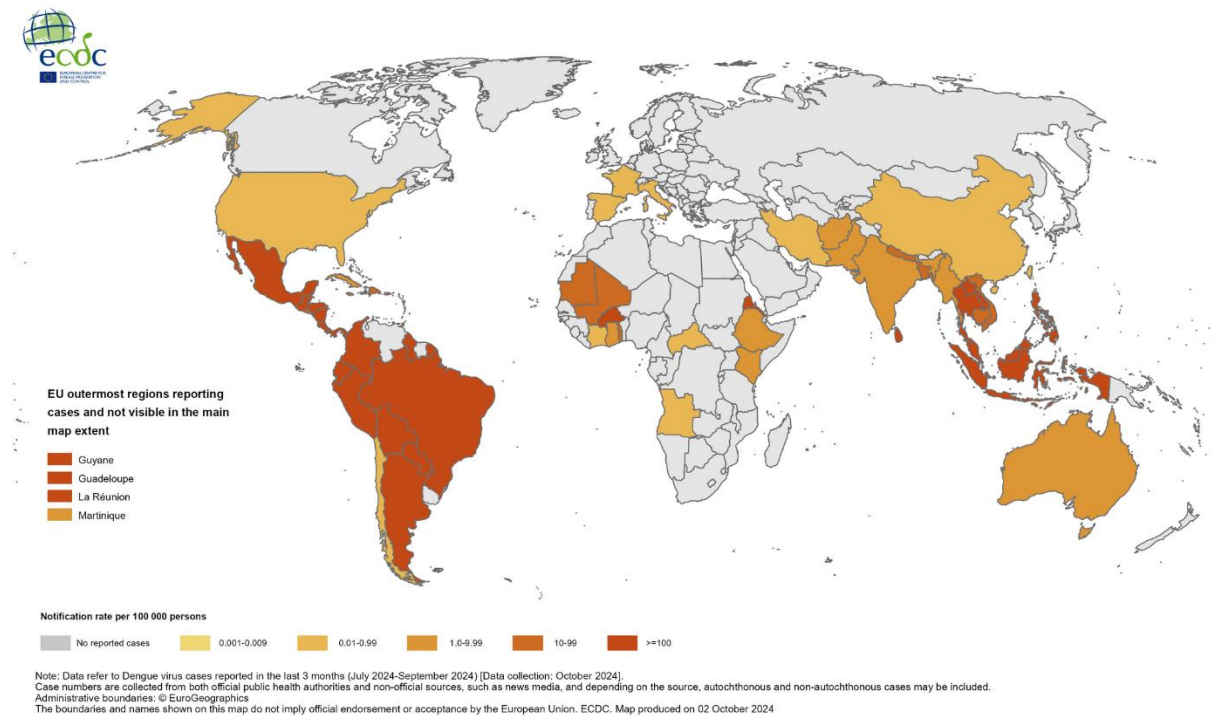 ecdc
EUROPEAN CENTRE FOR
DISEASE PREVENTION
AND CONTROL
EU outermost regions reporting
cases and not visible in the main
map extent
Guyane
Guadeloupe
La Réunion
Martinique
Notification rate per 100 000 persons
No reported cases
0.001-0.009
0.01-0.99
1.0-9.99
10-99
>=100
Note: Data refer to Dengue virus cases reported in the last 3 months (July 2024-September 2024) [Data collection: October 2024].
Case numbers are collected from both official public health authorities and non-official sources, such as news media, and depending on the source, autochthonous and non-autochthonous cases may be included.
Administrative boundaries: © EuroGeographics
The boundaries and names shown on this map do not imply official endorsement or acceptance by the European Union. ECDC. Map produced on 02 October 2024